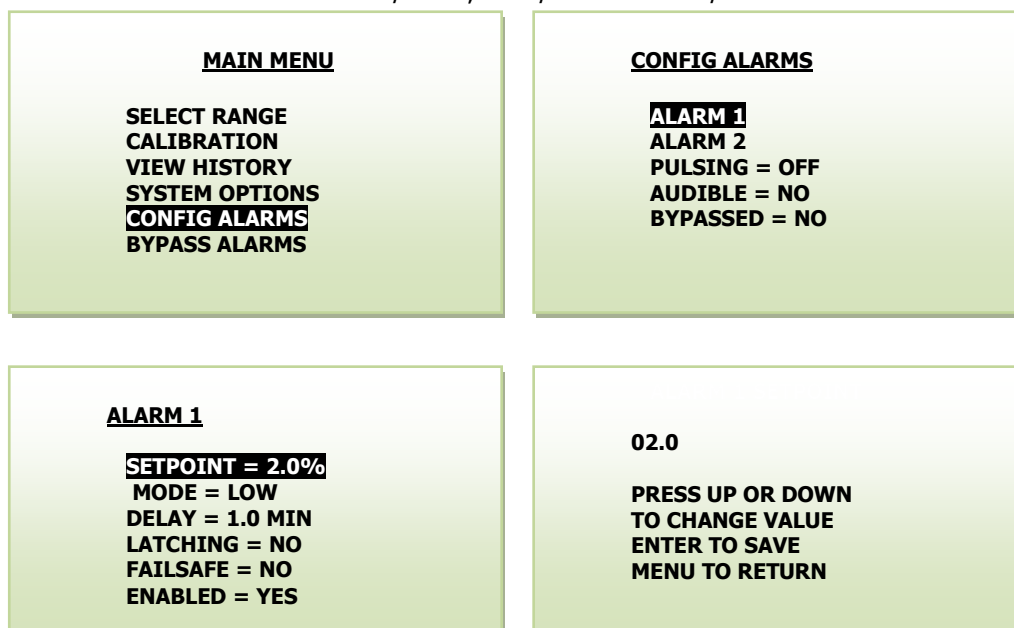 MAIN MENU
SELECT RANGE
CALIBRATION
VIEW HISTORY
SYSTEM OPTIONS
CONFIG ALARMS
BYPASS ALARMS
CONFIG ALARMS
ALARM 1
ALARM 2
PULSING = OFF
AUDIBLE = NO
BYPASSED = NO
ALARM 1
SETPOINT = 2.0%
MODE = LOW
DELAY = 1.0 MIN
LATCHING = NO
FAILSAFE = NO
ENABLED = YES
02.0
PRESS UP OR DOWN
TO CHANGE VALUE
ENTER TO SAVE
MENU TO RETURN